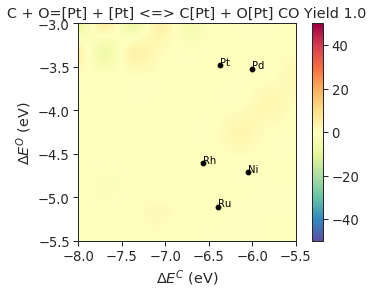 C + O=[Pt] + [Pt] <=> C[Pt] + O[Pt] CO Yield 1.0
−3.0
−3.5
−4.0
−4.5
−5.0
−5.5
ΔE^O (eV)
Pt
Pd
Rh
Ni
Ru
−8.0 −7.5 −7.0 −6.5 −6.0 −5.5
ΔE^C (eV)
40
20
0
−20
−40